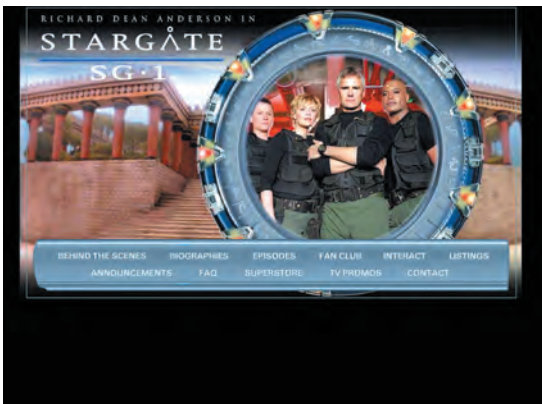 RICHARD DEAN ANDERSON IN
STARGATE
SG·1
BEHIND THE SCENES BIOGRAPHIES EPISODES FAN CLUB INTERACT LISTINGS
ANNOUNCEMENTS FAQ SUPERSTORE TV PROMOS CONTACT